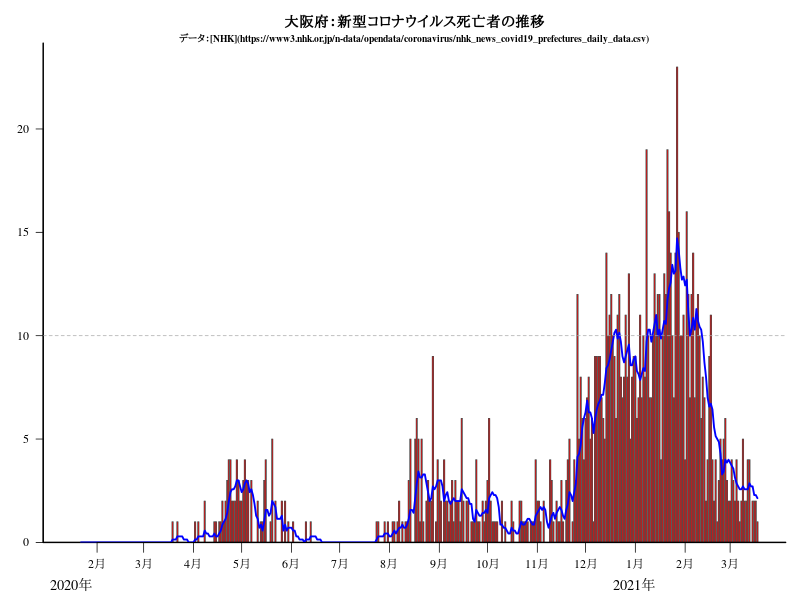 大阪府：新型コロナウイルス死亡者の推移
データ：[NHK](https://www3.nhk.or.jp/n-data/opendata/coronavirus/nhk_news_covid19_prefectures_daily_data.csv)
20
15
10
5
0
2月 3月 4月 5月 6月 7月 8月 9月 10月 11月 12月 1月 2月 3月
2020年 2021年